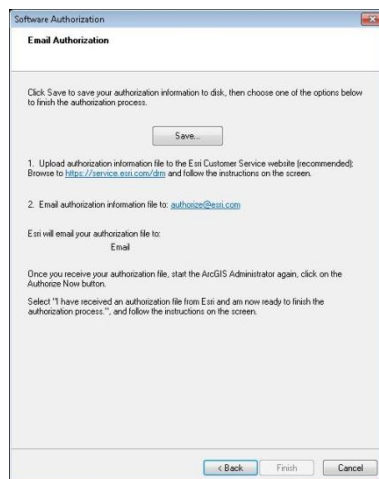 Software Authorization
Email Authorization
Click Save to save your authorization information to disk, then choose one of the options below
to finish the authorization process.
Save...
1. Upload authorization information file to the Esri Customer Service website (recommended):
Browse to https://service.esri.com/drm and follow the instructions on the screen.
2. Email authorization information file to: authorize@esri.com
Esri will email your authorization file to:
Email
Once you receive your authorization file, start the ArcGIS Administrator again, click on the
Authorize Now button.
Select "I have received an authorization file from Esri and am now ready to finish the
authorization process.", and follow the instructions on the screen.
< Back
Finish
Cancel